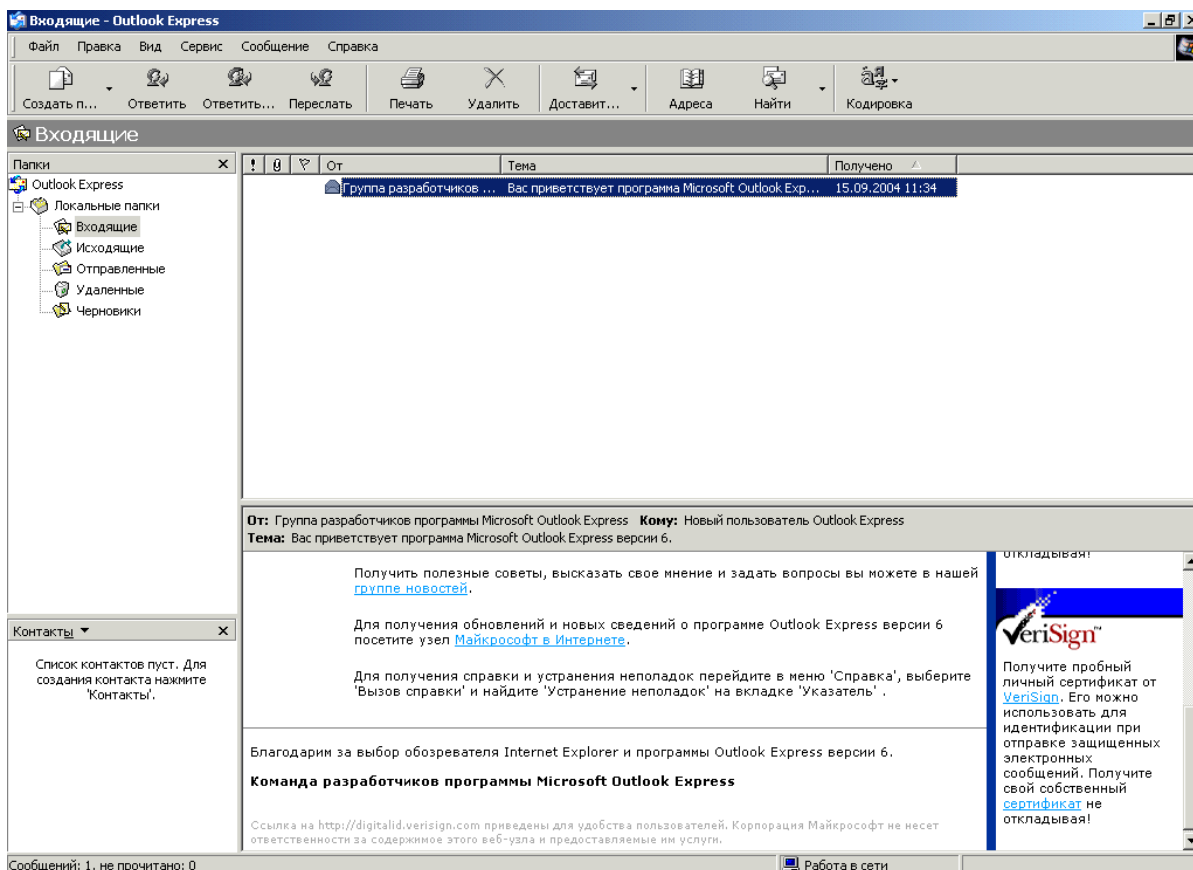 Входящие - Outlook Express
Файл Правка Вид Сервис Сообщение Справка
Создать п... Ответить Ответить... Переслать Печать Удалить Доставит... Адреса Найти Кодировка
Входящие
Папки
Outlook Express
Локальные папки
Входящие
Исходящие
Отправленные
Удаленные
Черновики
Контакты
Список контактов пуст. Для
создания контакта нажмите
'Контакты'.
! От Тема Получено
Группа разработчиков ... Вас приветствует программа Microsoft Outlook Exp... 15.09.2004 11:34
От: Группа разработчиков программы Microsoft Outlook Express Кому: Новый пользователь Outlook Express
Тема: Вас приветствует программа Microsoft Outlook Express версии 6.
Получить полезные советы, высказать свое мнение и задать вопросы вы можете в нашей
группе новостей.
Для получения обновлений и новых сведений о программе Outlook Express версии 6
посетите узел Майкрософт в Интернете.
Для получения справки и устранения неполадок перейдите в меню 'Справка', выберите
'Вызов справки' и найдите 'Устранение неполадок' на вкладке 'Указатель' .
Благодарим за выбор обозревателя Internet Explorer и программы Outlook Express версии 6.
Команда разработчиков программы Microsoft Outlook Express
Ссылка на http://digitalid.verisign.com приведены для удобства пользователей. Корпорация Майкрософт не несет
ответственности за содержимое этого веб-узла и предоставляемые им услуги.
откладывая!
VeriSign™
Получите пробный
личный сертификат от
VeriSign. Его можно
использовать для
идентификации при
отправке защищенных
электронных
сообщений. Получите
свой собственный
сертификат не
откладывая!
Сообщений: 1, не прочитано: 0 Работа в сети